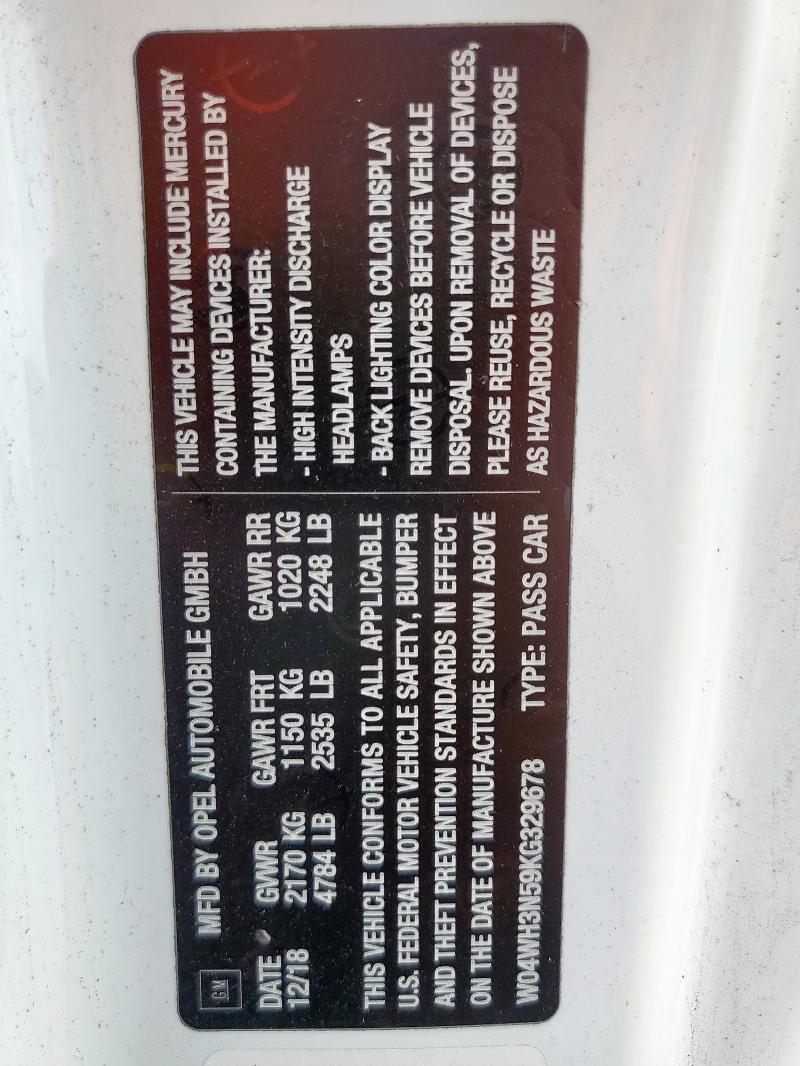 GM
MFD BY OPEL AUTOMOBILE GMBH
DATE GVWR GAWR FRT GAWR RR
12/18 2170 KG 1150 KG 1020 KG
4784 LB 2535 LB 2248 LB
THIS VEHICLE CONFORMS TO ALL APPLICABLE
U.S. FEDERAL MOTOR VEHICLE SAFETY, BUMPER
AND THEFT PREVENTION STANDARDS IN EFFECT
ON THE DATE OF MANUFACTURE SHOWN ABOVE
W04WH3N59KG329678 TYPE: PASS CAR
THIS VEHICLE MAY INCLUDE MERCURY
CONTAINING DEVICES INSTALLED BY
THE MANUFACTURER:
- HIGH INTENSITY DISCHARGE
HEADLAMPS
- BACK LIGHTING COLOR DISPLAY
REMOVE DEVICES BEFORE VEHICLE
DISPOSAL. UPON REMOVAL OF DEVICES,
PLEASE REUSE, RECYCLE OR DISPOSE
AS HAZARDOUS WASTE